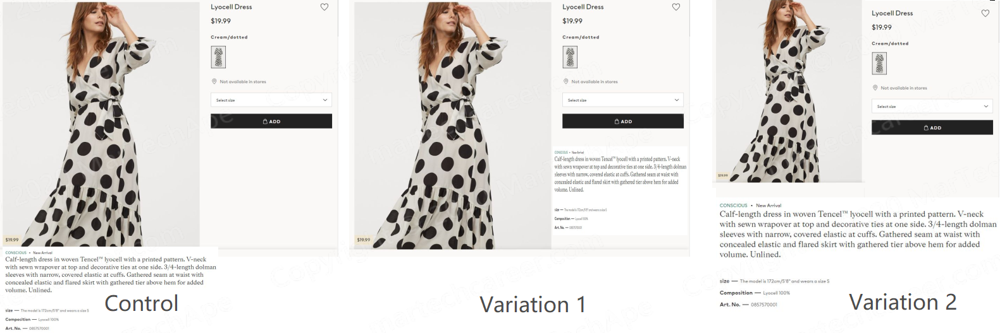 Lyocell Dress
$19.99
Cream/dotted
Not available in stores
Select size
ADD
$19.99
CONSCIOUS • New Arrival
Calf-length dress in woven Tencel™ lyocell with a printed pattern. V-neck
with sewn wrapover at top and decorative ties at one side. 3/4-length dolman
sleeves with narrow, covered elastic at cuffs. Gathered seam at waist with
concealed elastic and flared skirt with gathered tier above hem for added
volume. Unlined.
size — The model is 172cm/5'8" and wears a size S
Composition — Lyocell 100%
Art. No. — 0857570001
Control
Lyocell Dress
$19.99
Cream/dotted
Not available in stores
Select size
ADD
CONSCIOUS • New Arrival
Calf-length dress in woven Tencel™ lyocell with a printed pattern. V-neck
with sewn wrapover at top and decorative ties at one side. 3/4-length dolman
sleeves with narrow, covered elastic at cuffs. Gathered seam at waist with
concealed elastic and flared skirt with gathered tier above hem for added
volume. Unlined.
size — The model is 172cm/5'8" and wears a size S
Composition — Lyocell 100%
Art. No. — 0857570001
$19.99
Variation 1
Lyocell Dress
$19.99
Cream/dotted
Not available in stores
Select size
ADD
$19.99
CONSCIOUS • New Arrival
Calf-length dress in woven Tencel™ lyocell with a printed pattern. V-neck
with sewn wrapover at top and decorative ties at one side. 3/4-length dolman
sleeves with narrow, covered elastic at cuffs. Gathered seam at waist with
concealed elastic and flared skirt with gathered tier above hem for added
volume. Unlined.
size — The model is 172cm/5'8" and wears a size S
Composition — Lyocell 100%
Art. No. — 0857570001
Variation 2